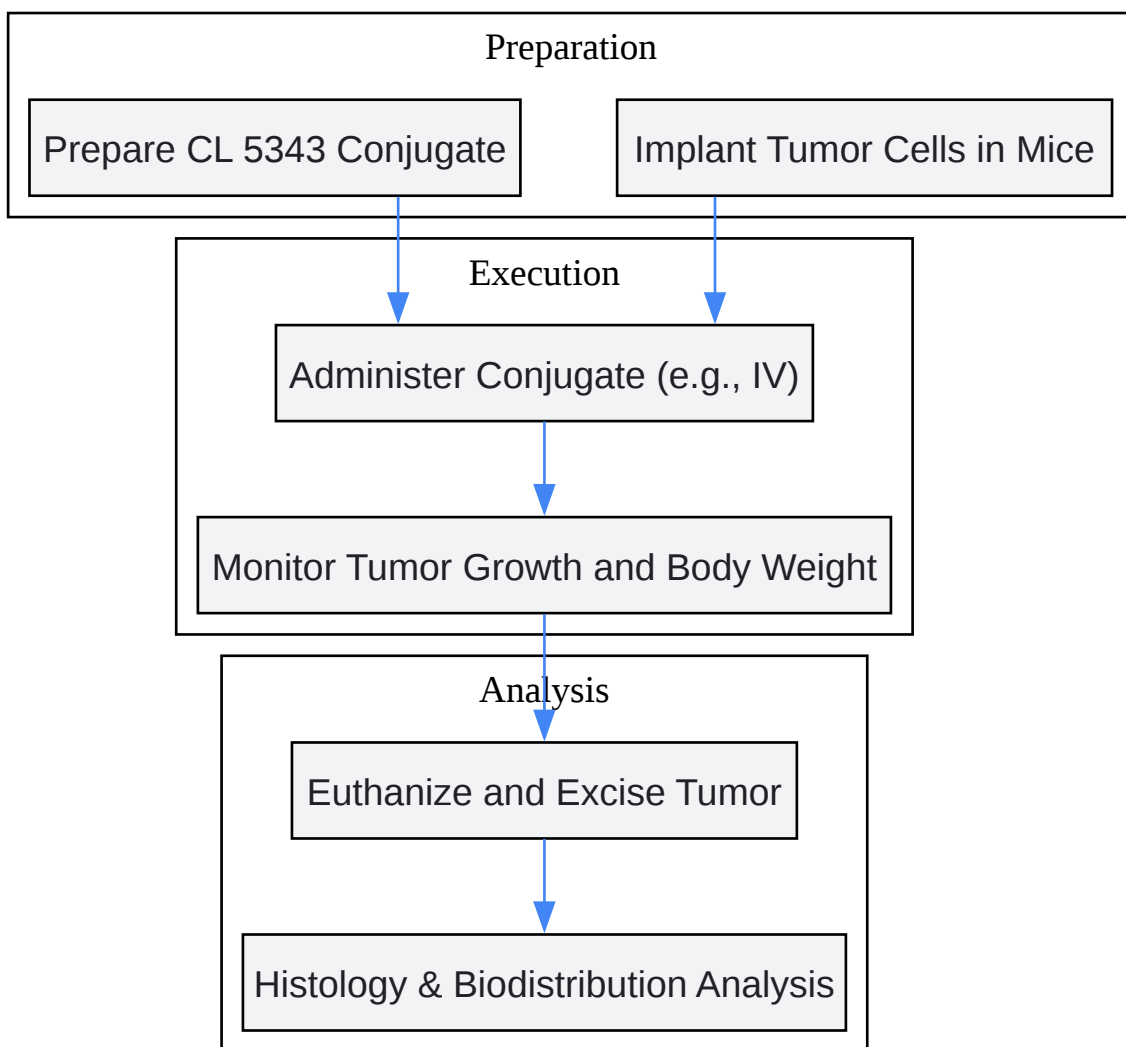 Preparation
Prepare CL 5343 Conjugate
Implant Tumor Cells in Mice
Execution
Administer Conjugate (e.g., IV)
Monitor Tumor Growth and Body Weight
Analysis
Euthanize and Excise Tumor
Histology & Biodistribution Analysis